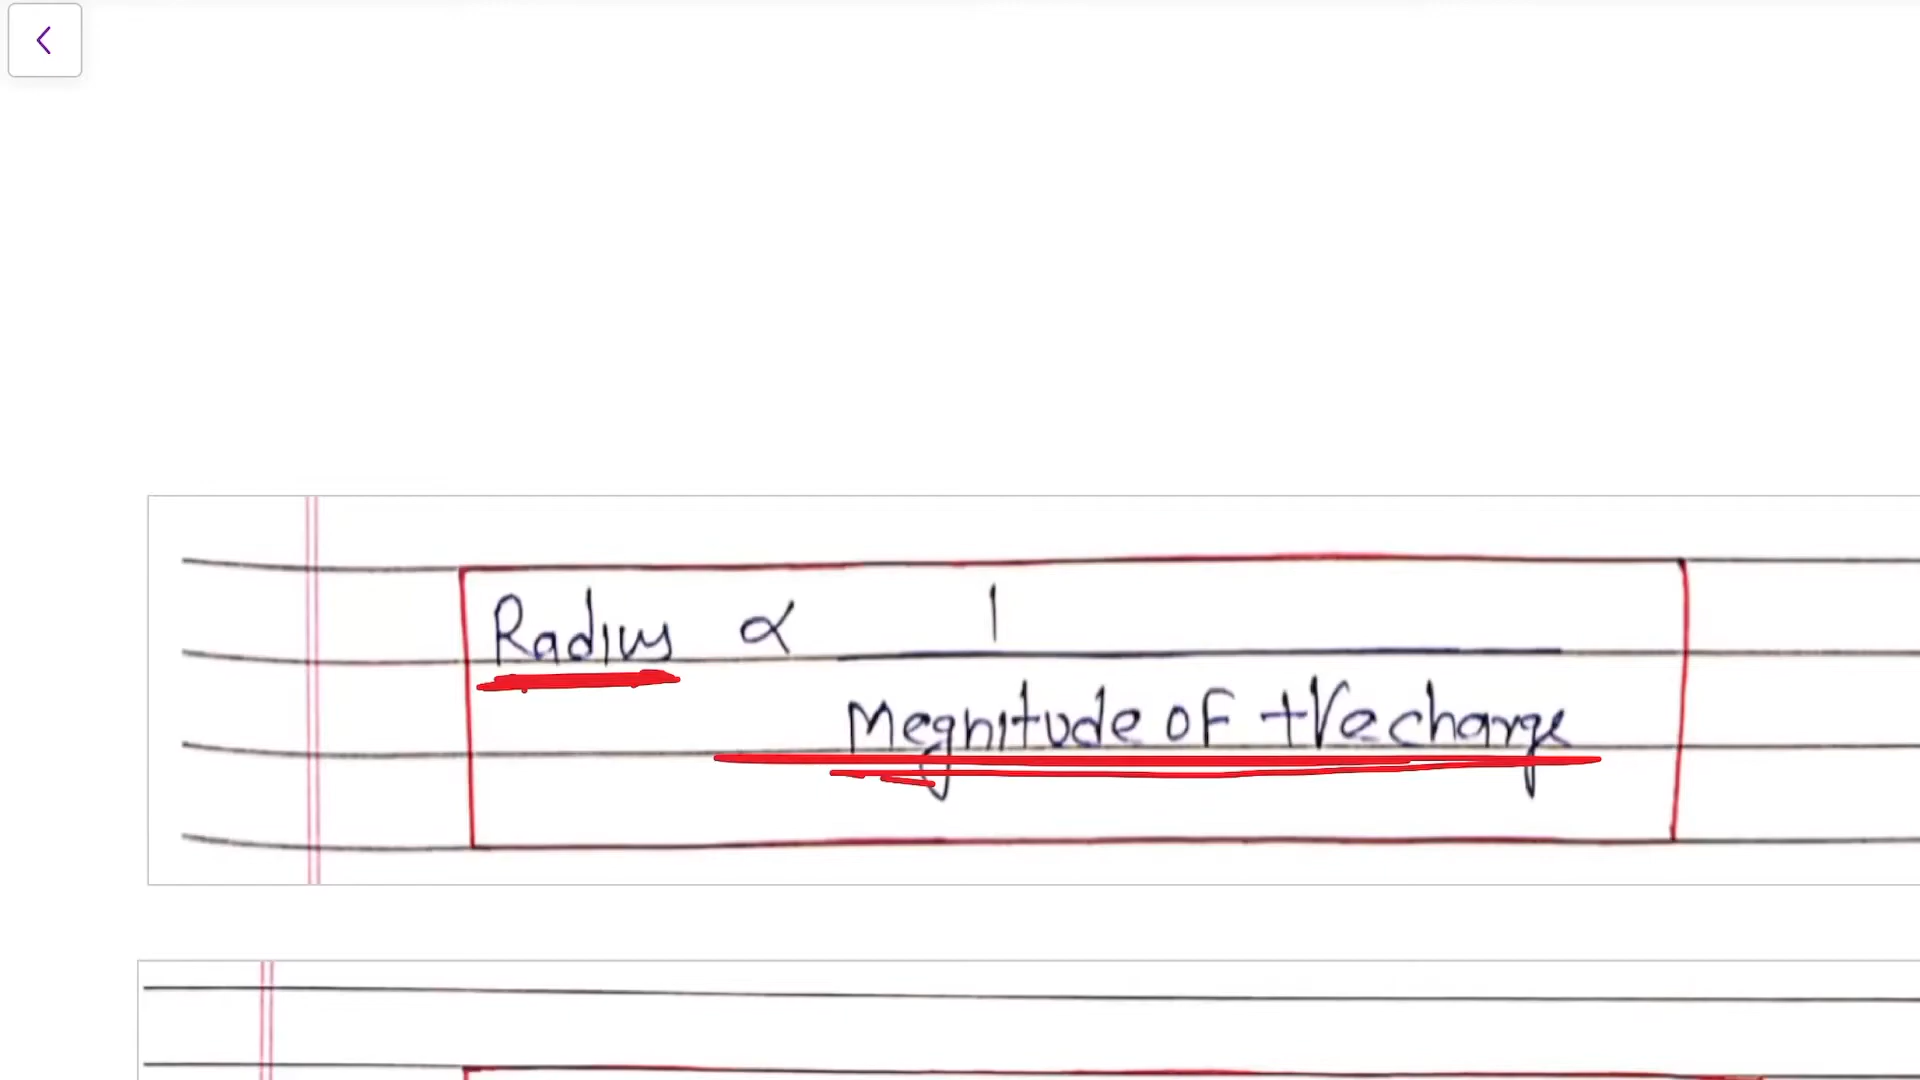 Radius ∝ 1
Megnitude of +Ve charge